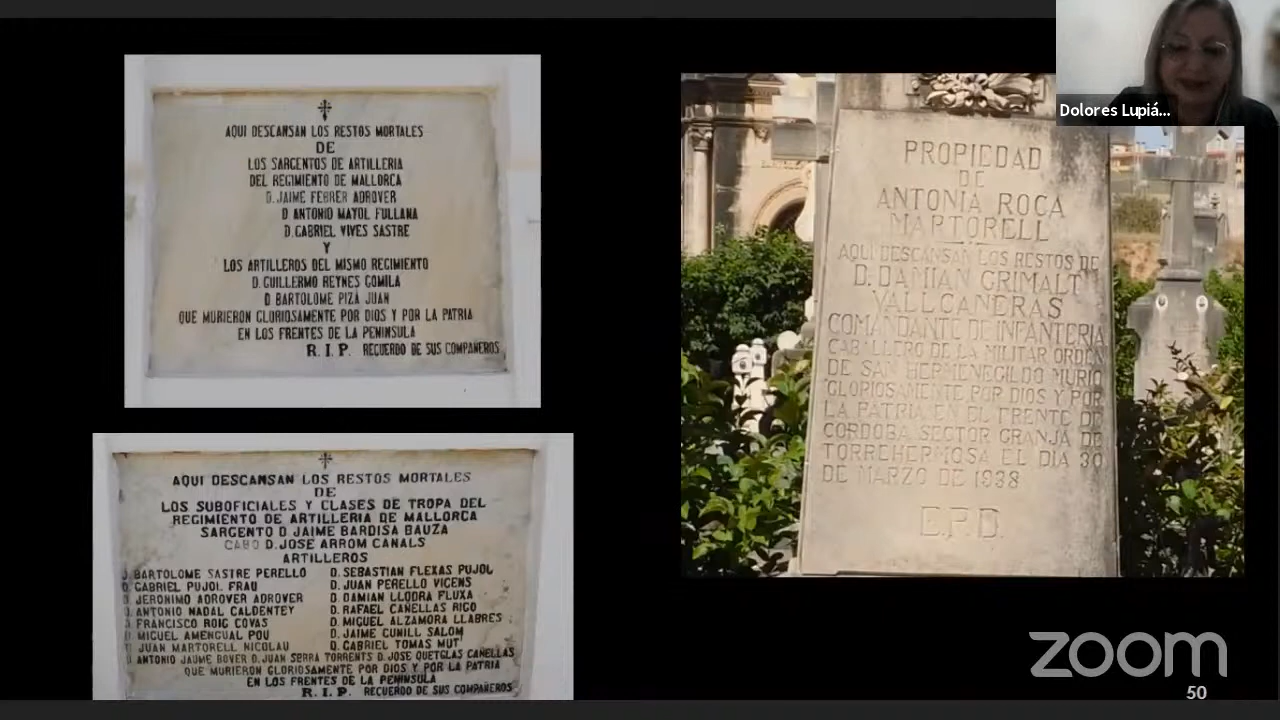 AQUI DESCANSAN LOS RESTOS MORTALES
DE
LOS SARGENTOS DE ARTILLERIA
DEL REGIMIENTO DE MALLORCA
D. JAIME FERRER ADROVER
D ANTONIO MAYOL FULLANA
D. GABRIEL VIVES SASTRE
Y
LOS ARTILLEROS DEL MISMO REGIMIENTO
D. GUILLERMO REYNES GOMILA
D BARTOLOME PIZA JUAN
QUE MURIERON GLORIOSAMENTE POR DIOS Y POR LA PATRIA
EN LOS FRENTES DE LA PENINSULA
R. I. P. RECUERDO DE SUS COMPAÑEROS
AQUI DESCANSAN LOS RESTOS MORTALES
DE
LOS SUBOFICIALES Y CLASES DE TROPA DEL
REGIMIENTO DE ARTILLERIA DE MALLORCA
SARGENTO D. JAIME BARDISA BAUZA
CABO D. JOSE ARROM CANALS
ARTILLEROS
D. BARTOLOME SASTRE PERELLO D. SEBASTIAN FLEXAS PUJOL
D. GABRIEL PUJOL FRAU D. JUAN PERELLO VICENS
D. JERONIMO ADROVER ADROVER D. DAMIAN LLODRA FLUXA
D. ANTONIO NADAL CALDENTEY D. RAFAEL CAÑELLAS RIGO
D. FRANCISCO ROIG COVAS D. MIGUEL ALZAMORA LLABRES
D. MIGUEL AMENGUAL POU D. JAIME CUNILL SALOM
D. JUAN MARTORELL NICOLAU D. GABRIEL TOMAS MUT
D. ANTONIO JAUME BOVER D. JUAN SERRA TORRENTS D. JOSE QUETGLAS CAÑELLAS
QUE MURIERON GLORIOSAMENTE POR DIOS Y POR LA PATRIA
EN LOS FRENTES DE LA PENINSULA
R. I. P. RECUERDO DE SUS COMPAÑEROS
PROPIEDAD
DE
ANTONIA ROCA
MARTORELL
AQUI DESCANSAN LOS RESTOS DE
D. DAMIAN GRIMALT
VALLCANERAS
COMANDANTE DE INFANTERIA
CABALLERO DE LA MILITAR ORDEN
DE SAN HERMENEGILDO MURIO
GLORIOSAMENTE POR DIOS Y POR
LA PATRIA EN EL FRENTE DE
CORDOBA SECTOR GRANJA DE
TORREHERMOSA EL DIA 30
DE MARZO DE 1938
E.P.D.
Dolores Lupiá...
zoom
50